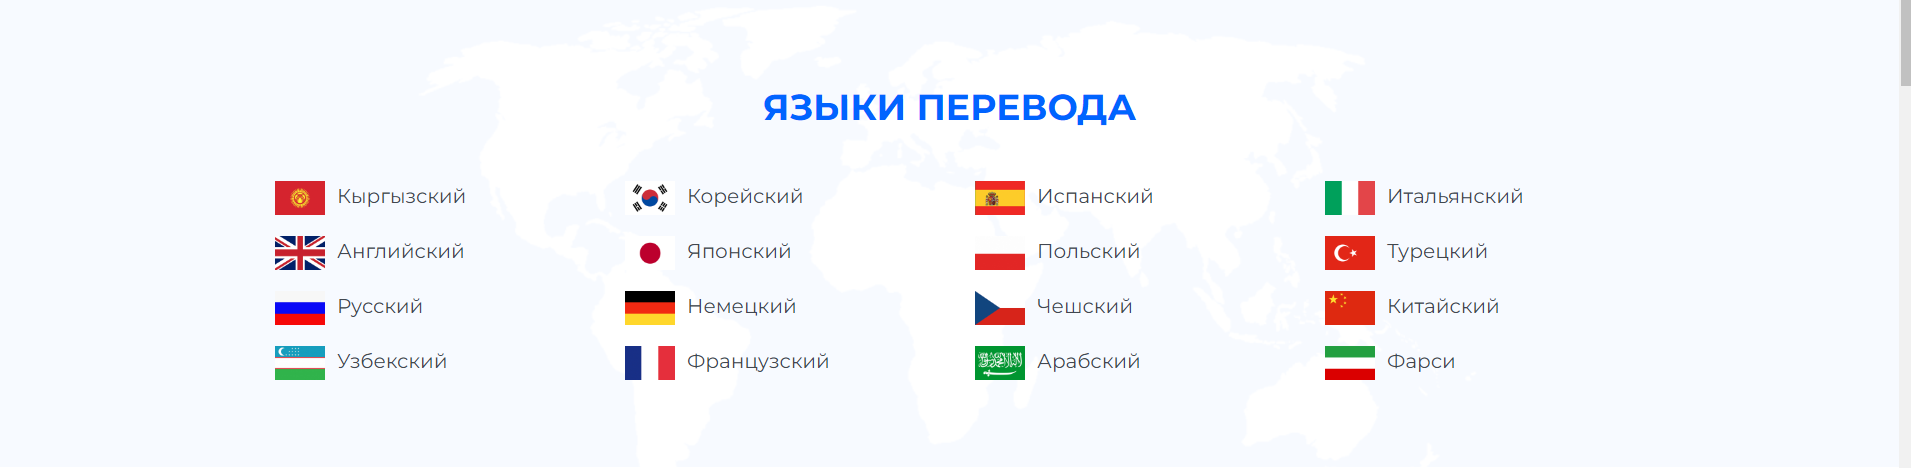 ЯЗЫКИ ПЕРЕВОДА
Кыргызский
Корейский
Испанский
Итальянский
Английский
Японский
Польский
Турецкий
Русский
Немецкий
Чешский
Китайский
Узбекский
Французский
Арабский
Фарси